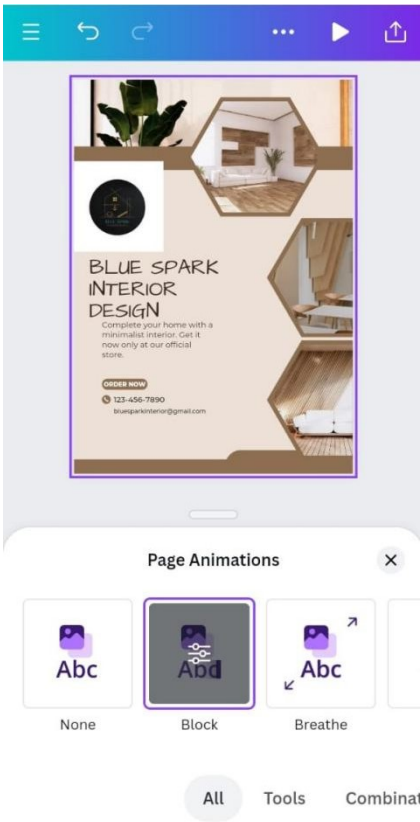 BLUE SPARK
INTERIOR
DESIGN
Complete your home with a
minimalist interior. Get it
now only at our official
store.
ORDER NOW
123-456-7890
bluesparkinterior@gmail.com
Page Animations
Abc
Abc
Abc
None
Block
Breathe
All
Tools
Combinat